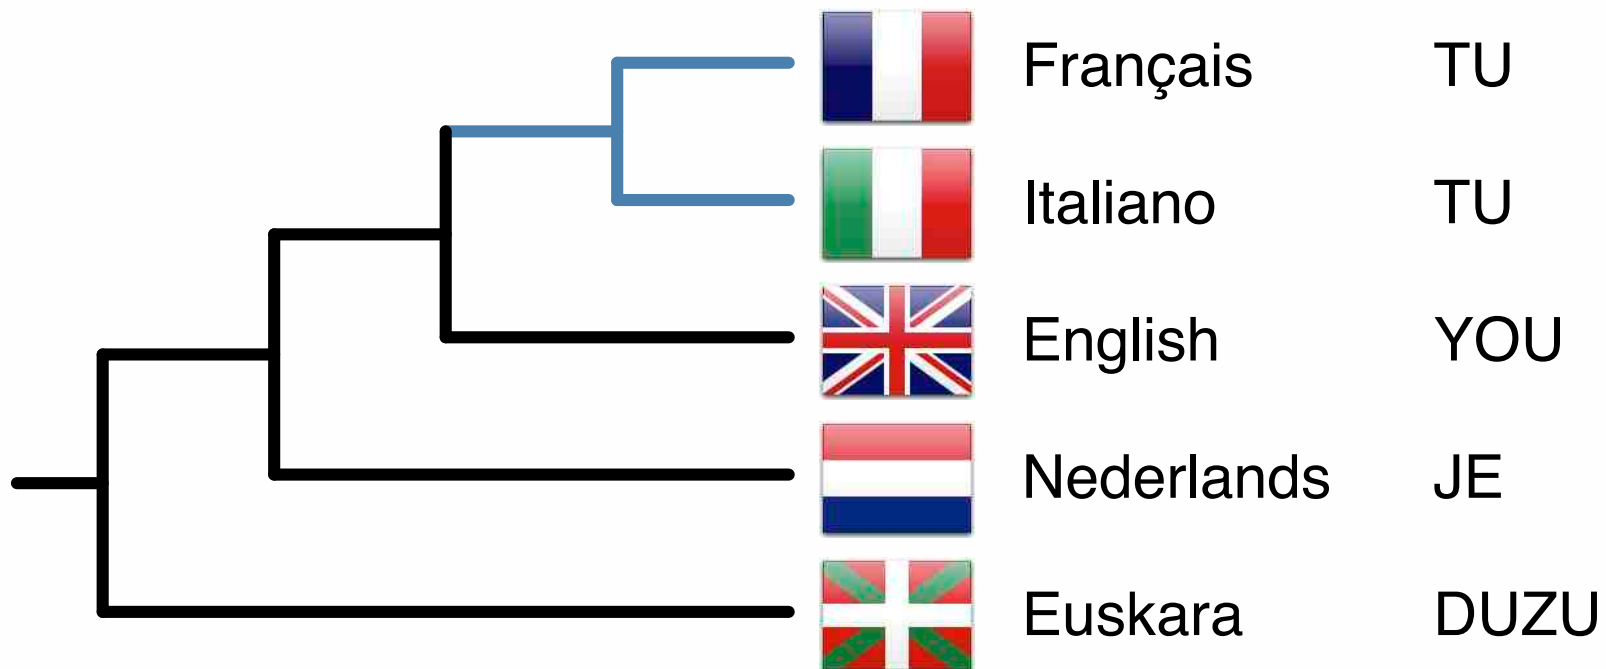 Français TU
Italiano TU
English YOU
Nederlands JE
Euskara DUZU